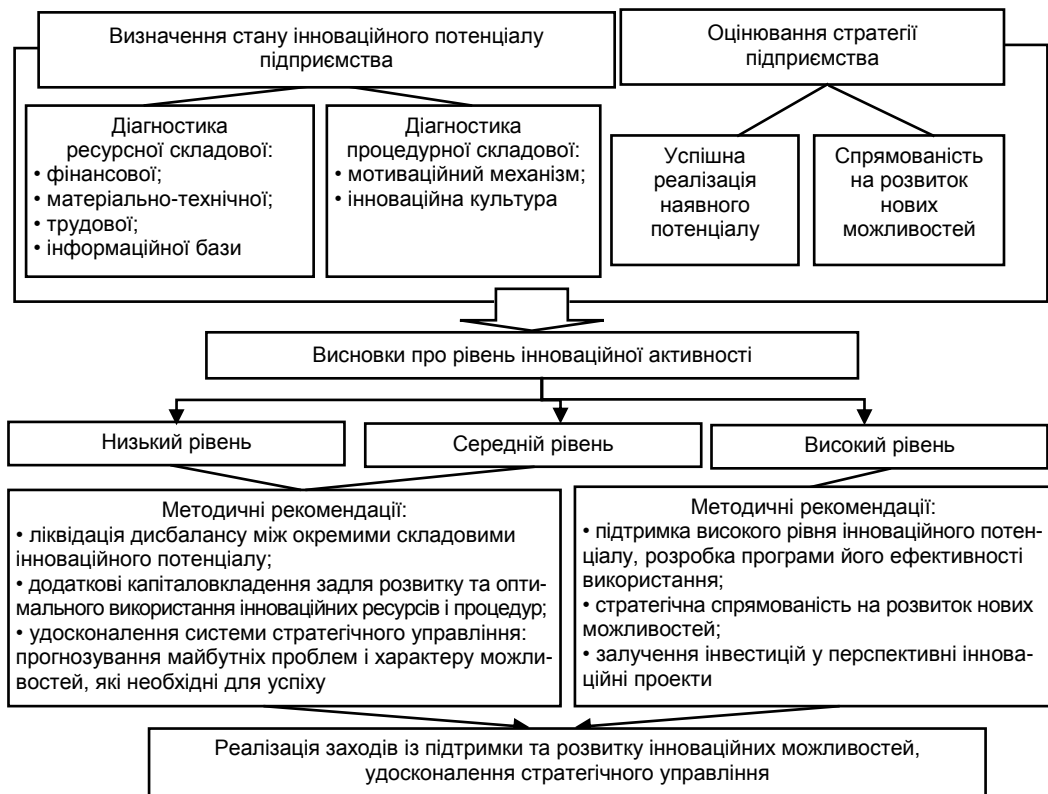 Визначення стану інноваційного потенціалу
підприємства
Оцінювання стратегії
підприємства
Діагностика
ресурсної складової:
• фінансової;
• матеріально-технічної;
• трудової;
• інформаційної бази
Діагностика
процедурної складової:
• мотиваційний механізм;
• інноваційна культура
Успішна
реалізація
наявного
потенціалу
Спрямованість
на розвиток
нових
можливостей
Висновки про рівень інноваційної активності
Низький рівень
Середній рівень
Високий рівень
Методичні рекомендації:
• ліквідація дисбалансу між окремими складовими
інноваційного потенціалу;
• додаткові капіталовкладення задля розвитку та опти-
мального використання інноваційних ресурсів і процедур;
• удосконалення системи стратегічного управління:
прогнозування майбутніх проблем і характеру можли-
востей, які необхідні для успіху
Методичні рекомендації:
• підтримка високого рівня інноваційного потен-
ціалу, розробка програми його ефективності
використання;
• стратегічна спрямованість на розвиток нових
можливостей;
• залучення інвестицій у перспективні іннова-
ційні проекти
Реалізація заходів із підтримки та розвитку інноваційних можливостей,
удосконалення стратегічного управління